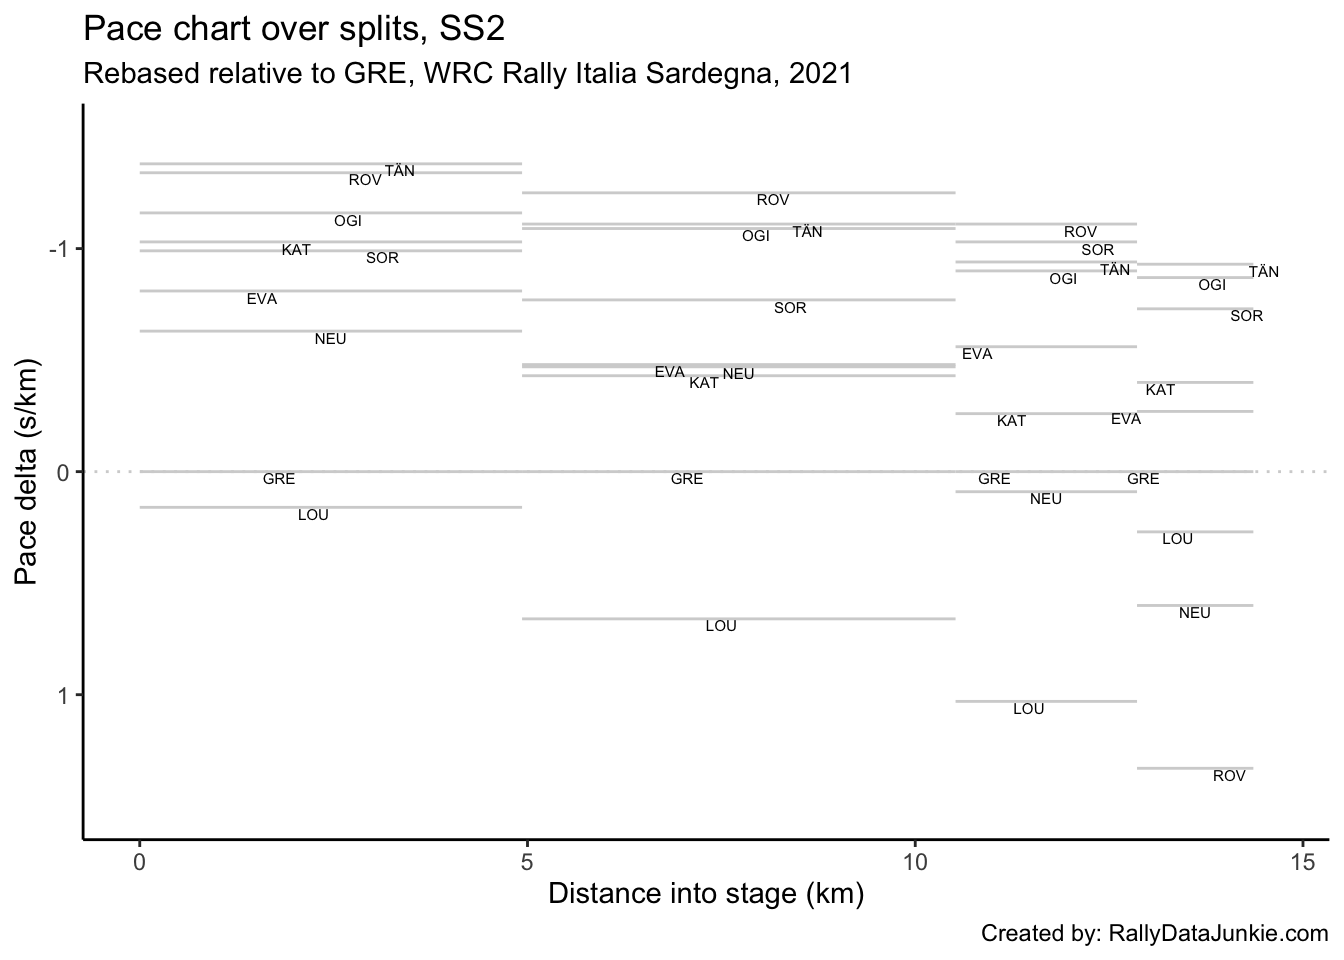 Pace chart over splits, SS2
Rebased relative to GRE, WRC Rally Italia Sardegna, 2021
TÄN
ROV
OGI
KAT
SOR
EVA
NEU
GRE
LOU
ROV
OGI
TÄN
SOR
EVA
NEU
KAT
GRE
LOU
ROV
SOR
TÄN
OGI
EVA
KAT
GRE
NEU
LOU
TÄN
OGI
SOR
KAT
EVA
GRE
LOU
NEU
ROV
-1
0
1
Pace delta (s/km)
0 5 10 15
Distance into stage (km)
Created by: RallyDataJunkie.com